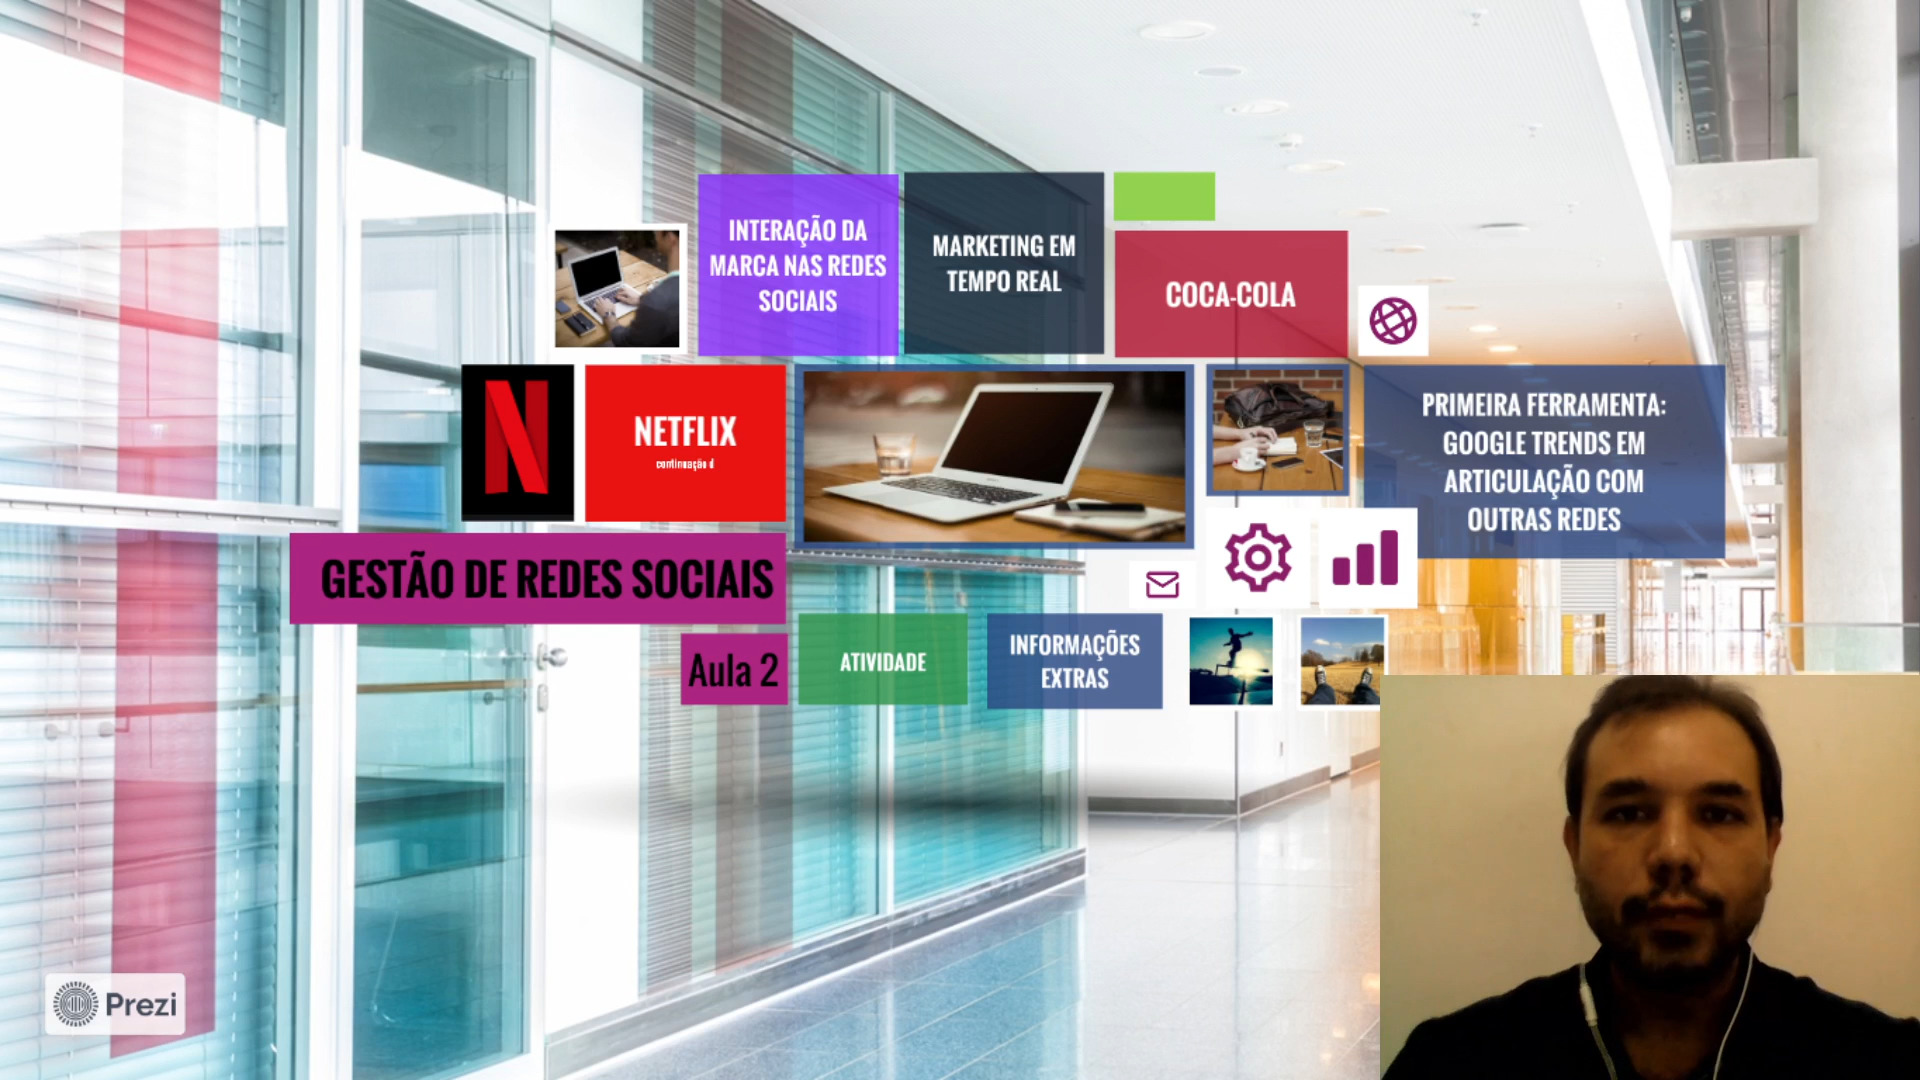 INTERAÇÃO DA
MARCA NAS REDES
SOCIAIS
MARKETING EM
TEMPO REAL
COCA-COLA
N
NETFLIX
continuação d
PRIMEIRA FERRAMENTA:
GOOGLE TRENDS EM
ARTICULAÇÃO COM
OUTRAS REDES
GESTÃO DE REDES SOCIAIS
Aula 2
ATIVIDADE
INFORMAÇÕES
EXTRAS
Prezi